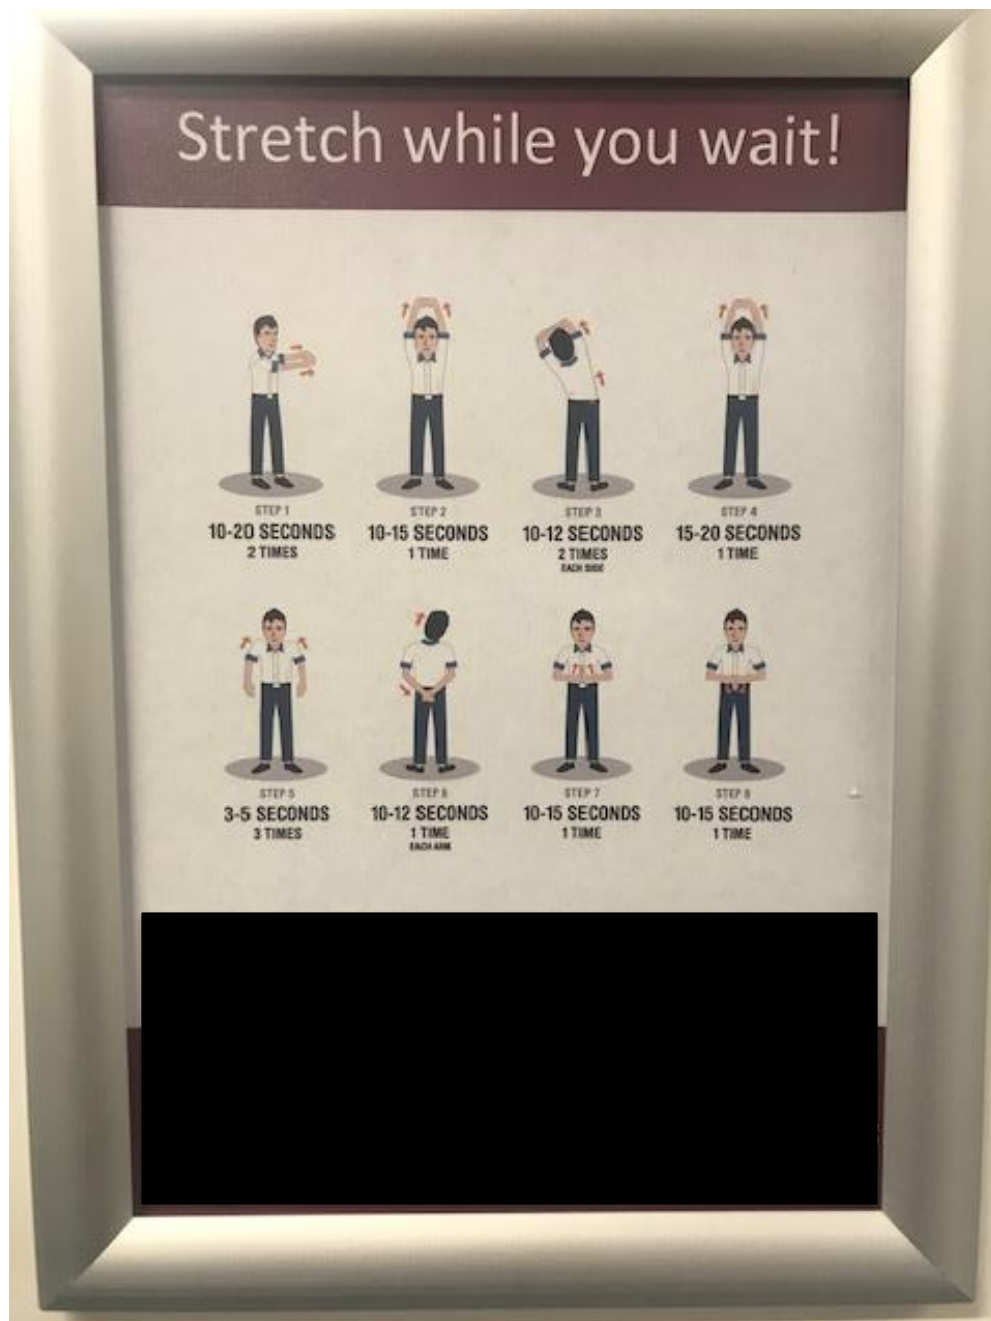 Stretch while you wait!
STEP 1
10-20 SECONDS
2 TIMES
STEP 2
10-15 SECONDS
1 TIME
STEP 3
10-12 SECONDS
2 TIMES
EACH SIDE
STEP 4
15-20 SECONDS
1 TIME
STEP 5
3-5 SECONDS
3 TIMES
STEP 6
10-12 SECONDS
1 TIME
EACH ARM
STEP 7
10-15 SECONDS
1 TIME
STEP 8
10-15 SECONDS
1 TIME